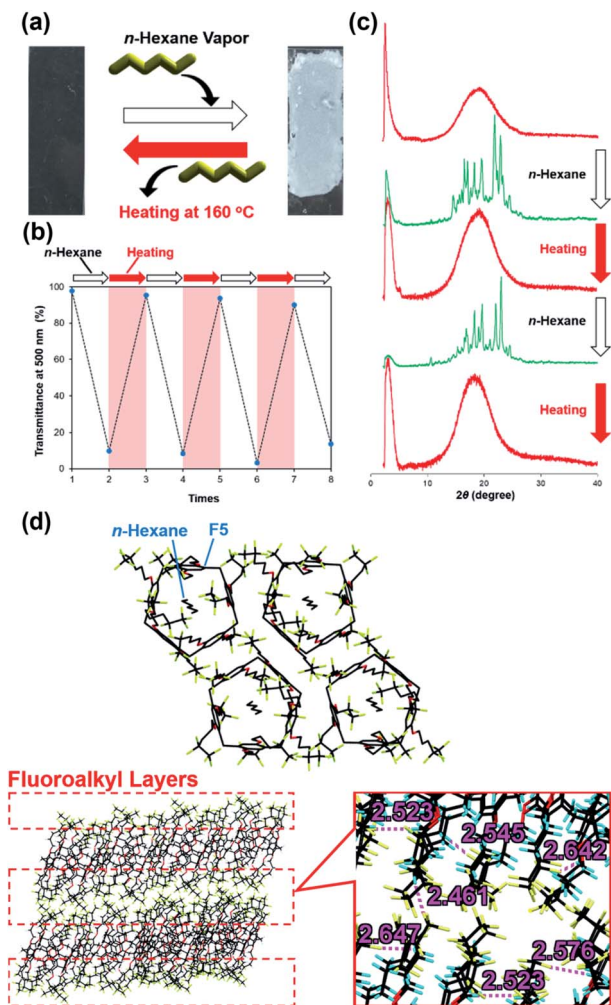 (a)
n-Hexane Vapor
Heating at 160 °C
(b)
n-Hexane
Heating
Transmittance at 500 nm (%)
100
80
60
40
20
0
1 2 3 4 5 6 7 8
Times
(c)
n-Hexane
Heating
n-Hexane
Heating
0 10 20 30 40
2θ (degree)
(d)
n-Hexane
F5
Fluoroalkyl Layers
2.523
2.545
2.642
2.461
2.647
2.576
2.523